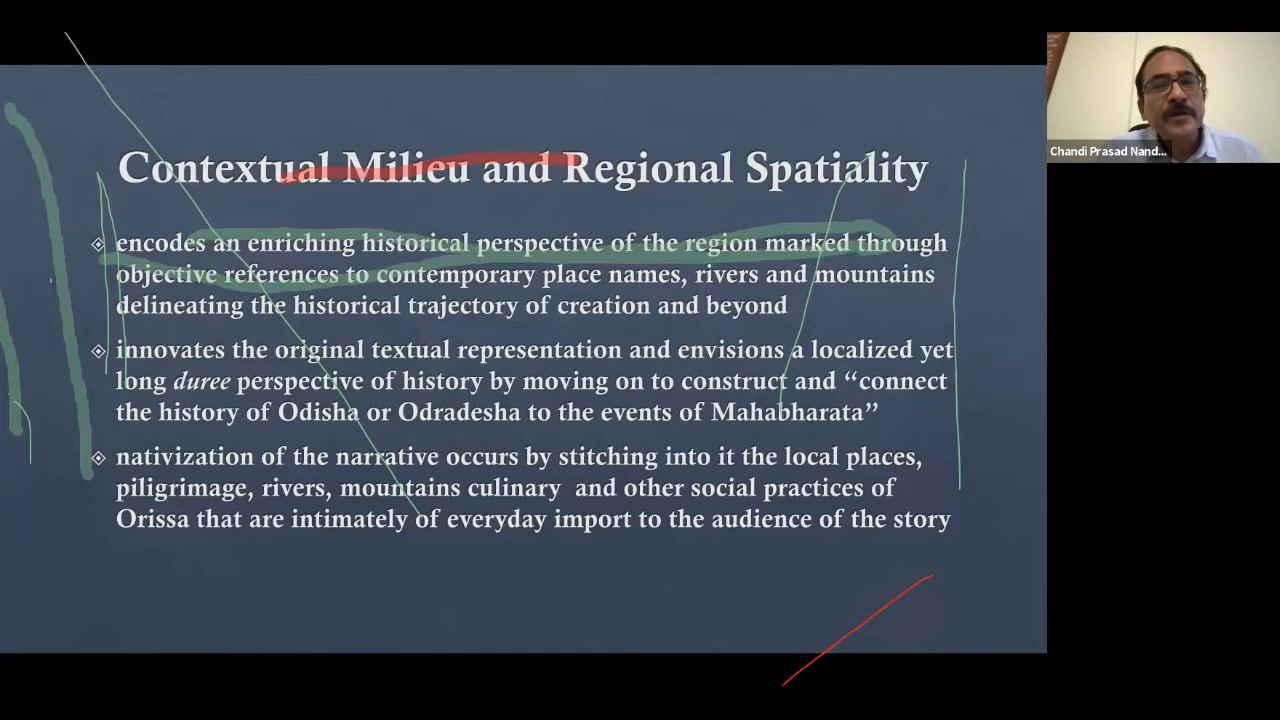 Contextual Milieu and Regional Spatiality
encodes an enriching historical perspective of the region marked through
objective references to contemporary place names, rivers and mountains
delineating the historical trajectory of creation and beyond
innovates the original textual representation and envisions a localized yet
long duree perspective of history by moving on to construct and “connect
the history of Odisha or Odradesha to the events of Mahabharata”
nativization of the narrative occurs by stitching into it the local places,
piligrimage, rivers, mountains culinary and other social practices of
Orissa that are intimately of everyday import to the audience of the story
Chandi Prasad Nand...